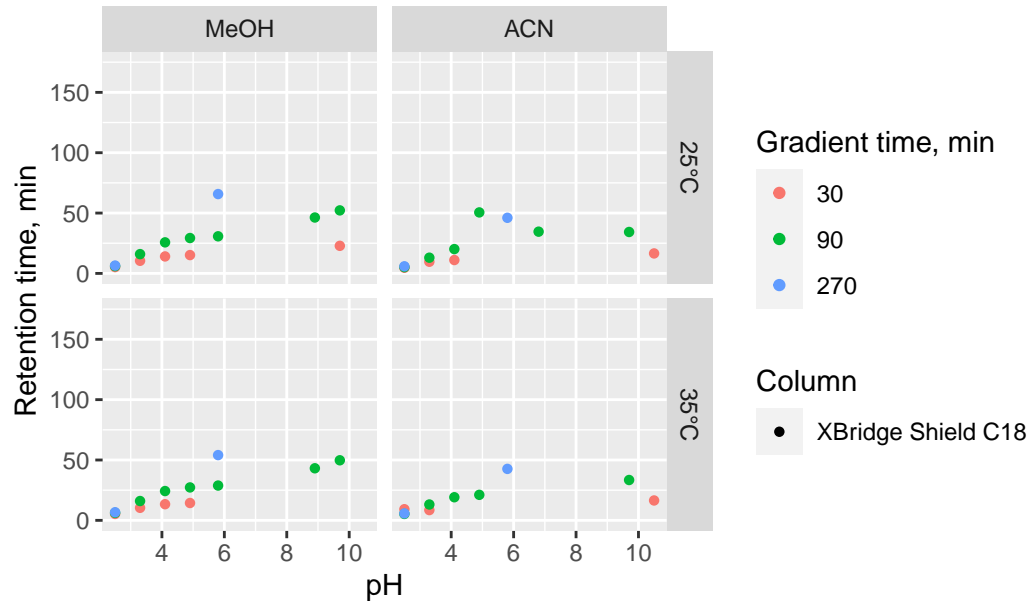 MeOH
ACN
150
100
50
0
25°C
150
100
50
0
35°C
4
6
8
10
4
6
8
10
pH
Retention time, min
Gradient time, min
30
90
270
Column
XBridge Shield C18